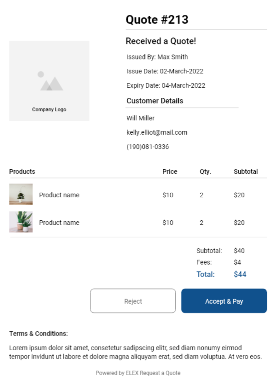 Quote #213
Received a Quote!
Issued By: Max Smith
Issue Date: 02-March-2022
Expiry Date: 04-March-2022
Company Logo
Customer Details
Will Miller
kelly.elliot@mail.com
(190)081-0336
Products Price Qty. Subtotal
Product name $10 2 $20
Product name $10 2 $20
Subtotal: $40
Fees: $4
Total: $44
Reject Accept & Pay
Terms & Conditions:
Lorem ipsum dolor sit amet, consetetur sadipscing elitr, sed diam nonumy eirmod
tempor invidunt ut labore et dolore magna aliquyam erat, sed diam voluptua. At vero eos.
Powered by ELEX Request a Quote